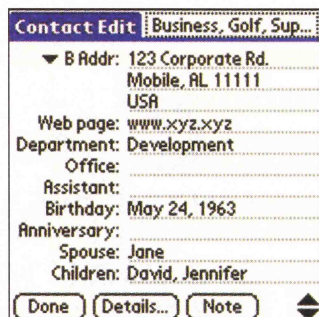 Contact Edit Business, Golf, Sup...
B Addr: 123 Corporate Rd.
Mobile, AL 11111
USA
Web page: www.xyz.xyz
Department: Development
Office:
Assistant:
Birthday: May 24, 1963
Anniversary:
Spouse: Jane
Children: David, Jennifer
Done Details... Note